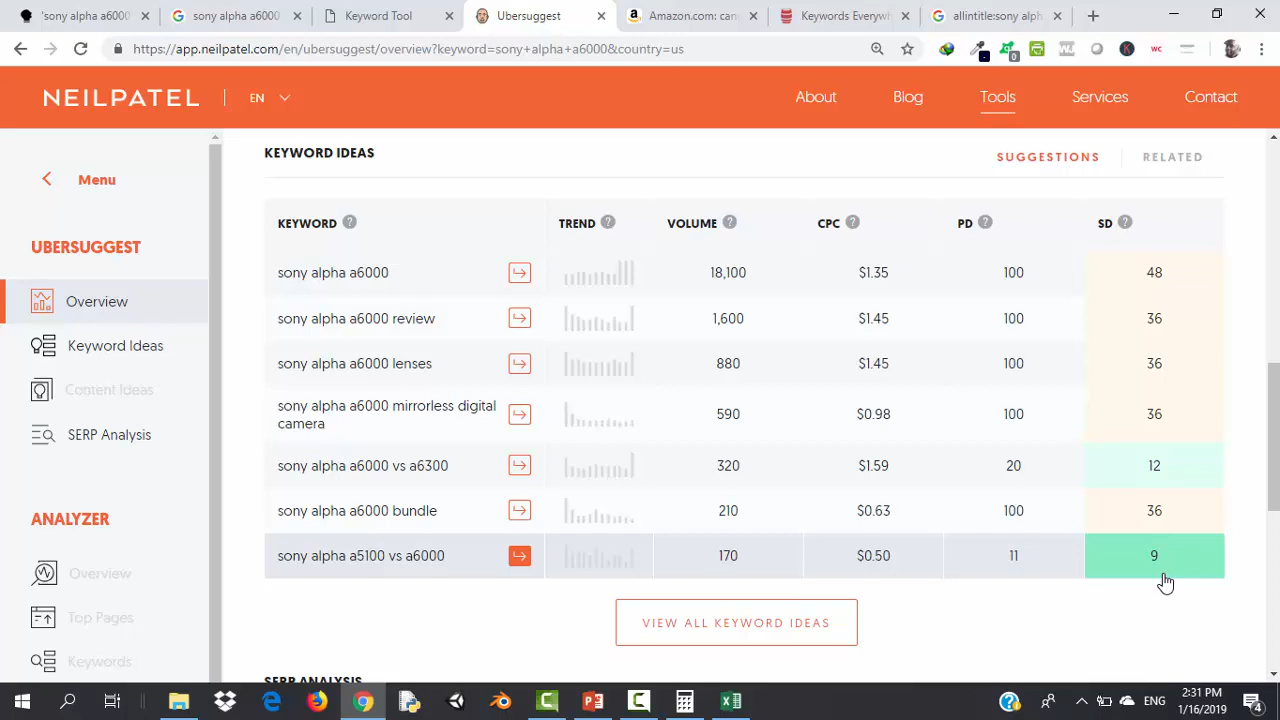 'sony alpha a6000'
sony alpha a6000
Keyword Tool
Ubersuggest
Amazon.com: can
Keywords Everywh
allintitle:sony alph
https://app.neilpatel.com/en/ubersuggest/overview?keyword=sony+alpha+a6000&country=us
WJ
K
WC
0
NEILPATEL
EN
About
Blog
Tools
Services
Contact
Menu
UBERSUGGEST
Overview
Keyword Ideas
Content Ideas
SERP Analysis
ANALYZER
Overview
Top Pages
Keywords
KEYWORD IDEAS
SUGGESTIONS
RELATED
KEYWORD ? TREND ? VOLUME ? CPC ? PD ? SD ?
sony alpha a6000 18,100 $1.35 100 48
sony alpha a6000 review 1,600 $1.45 100 36
sony alpha a6000 lenses 880 $1.45 100 36
sony alpha a6000 mirrorless digital
camera 590 $0.98 100 36
sony alpha a6000 vs a6300 320 $1.59 20 12
sony alpha a6000 bundle 210 $0.63 100 36
sony alpha a5100 vs a6000 170 $0.50 11 9
VIEW ALL KEYWORD IDEAS
SERP ANALYSIS
ENG
2:31 PM
1/16/2019
4